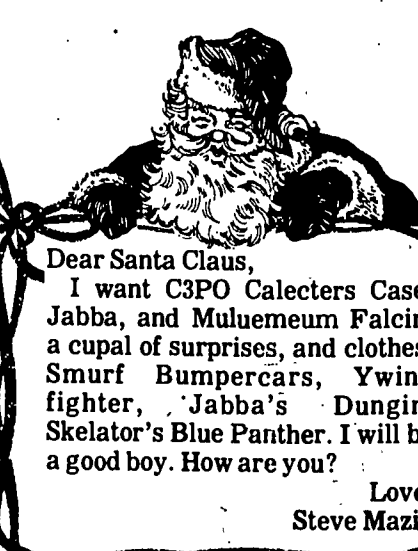 Dear Santa Claus,
I want C3PO Calecters Case
Jabba, and Muluemeum Falcin
a cupal of surprises, and clothes
Smurf Bumpercars, Ywin
fighter, Jabba's Dungin
Skelator's Blue Panther. I will b
a good boy. How are you?
Love
Steve Mazi